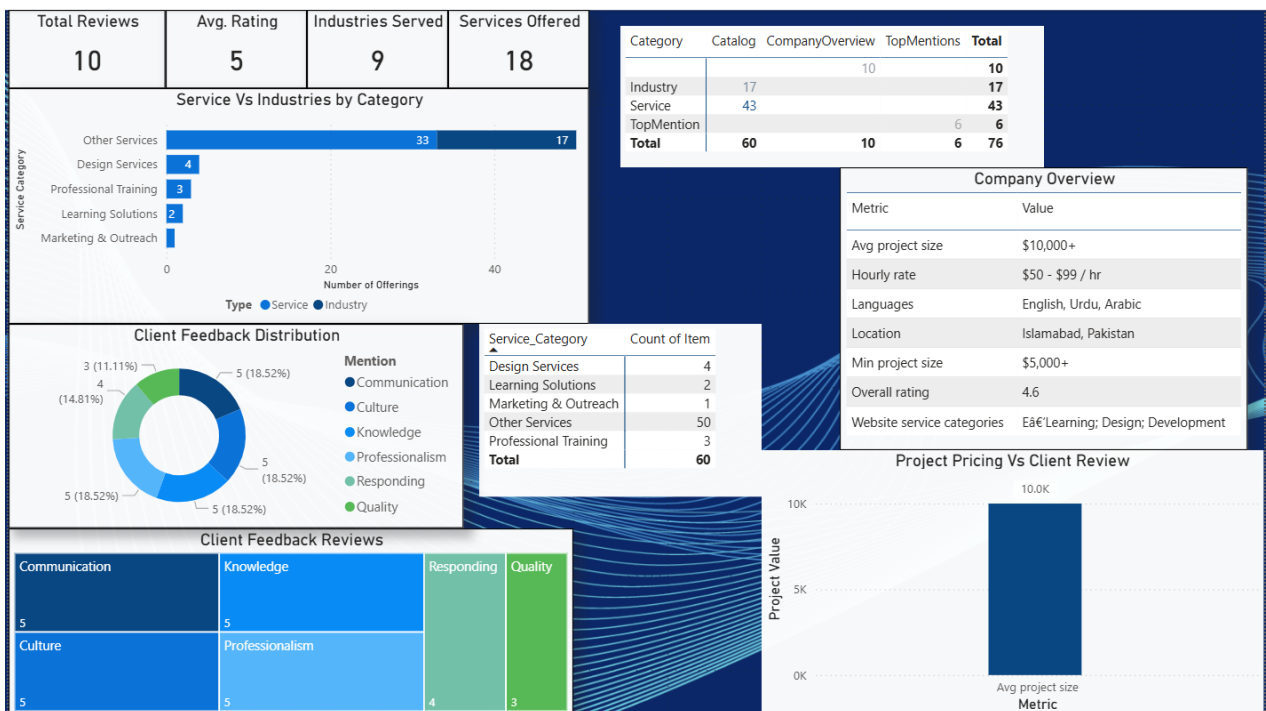 Total Reviews
10
Avg. Rating
5
Industries Served
9
Services Offered
18
Service Vs Industries by Category
Service Category
Other Services 33 17
Design Services 4
Professional Training 3
Learning Solutions 2
Marketing & Outreach
0 20 40
Number of Offerings
Type Service Industry
Category Catalog CompanyOverview TopMentions Total
10 10
Industry 17 17
Service 43 43
TopMention 6 6
Total 60 10 6 76
Company Overview
Metric Value
Avg project size $10,000+
Hourly rate $50 - $99 / hr
Languages English, Urdu, Arabic
Location Islamabad, Pakistan
Min project size $5,000+
Overall rating 4.6
Website service categories Eâ€‘Learning; Design; Development
Client Feedback Distribution
3 (11.11%)
5 (18.52%)
4
(14.81%)
5
(18.52%)
5 (18.52%)
5 (18.52%)
Mention
Communication
Culture
Knowledge
Professionalism
Responding
Quality
Service_Category Count of Item
Design Services 4
Learning Solutions 2
Marketing & Outreach 1
Other Services 50
Professional Training 3
Total 60
Client Feedback Reviews
Communication
5
Knowledge
5
Responding
4
Quality
3
Culture
5
Professionalism
5
Project Pricing Vs Client Review
10.0K
10K
5K
0K
Project Value
Avg project size
Metric